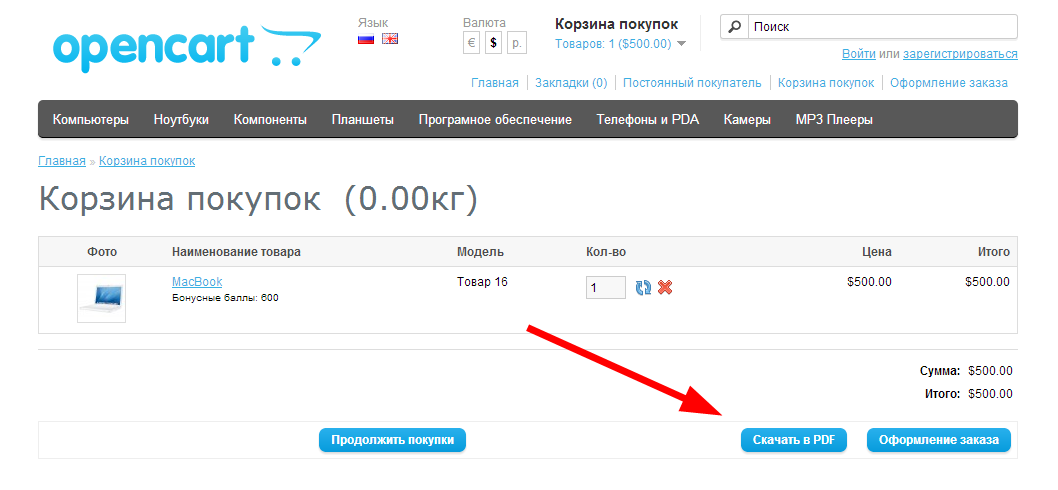 opencart
Язык
Валюта
€ $ р.
Корзина покупок
Товаров: 1 ($500.00)
Поиск
Войти или зарегистрироваться
Главная Закладки (0) Постоянный покупатель Корзина покупок Оформление заказа
Компьютеры Ноутбуки Компоненты Планшеты Програмное обеспечение Телефоны и PDA Камеры MP3 Плееры
Главная » Корзина покупок
Корзина покупок (0.00кг)
Фото Наименование товара Модель Кол-во Цена Итого
MacBook Товар 16 1 $500.00 $500.00
Бонусные баллы: 600
Сумма: $500.00
Итого: $500.00
Продолжить покупки Скачать в PDF Оформление заказа